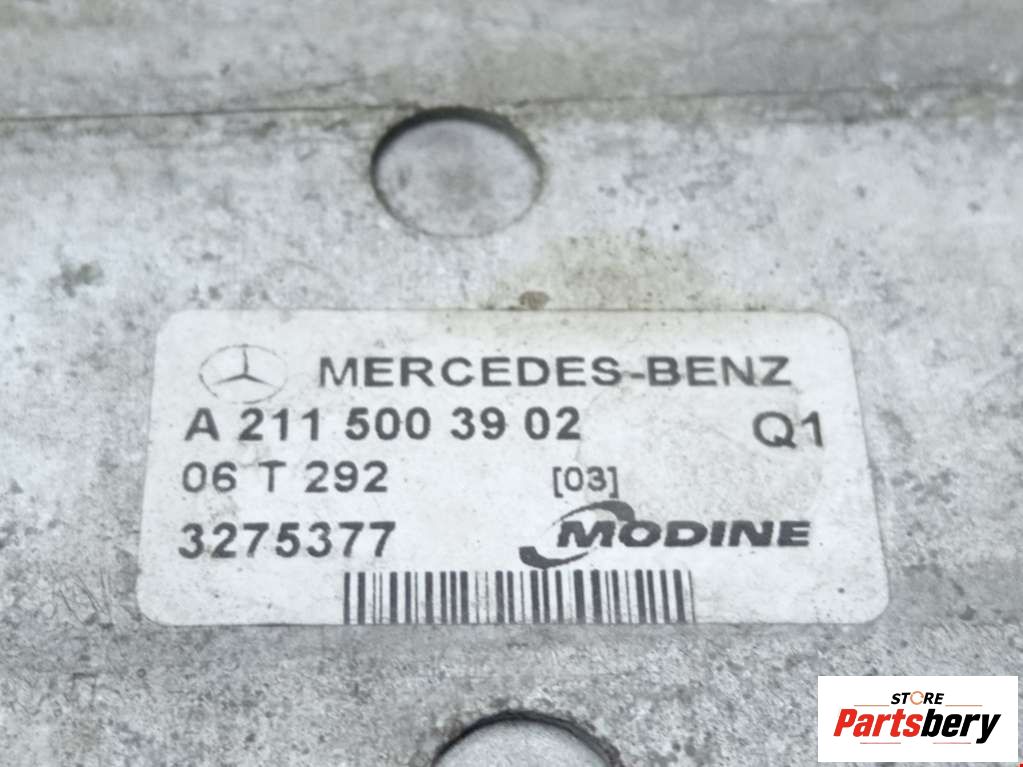 MERCEDES-BENZ
A 211 500 39 02 Q1
06 T 292 [03]
3275377 MODINE
STORE
Partsbery